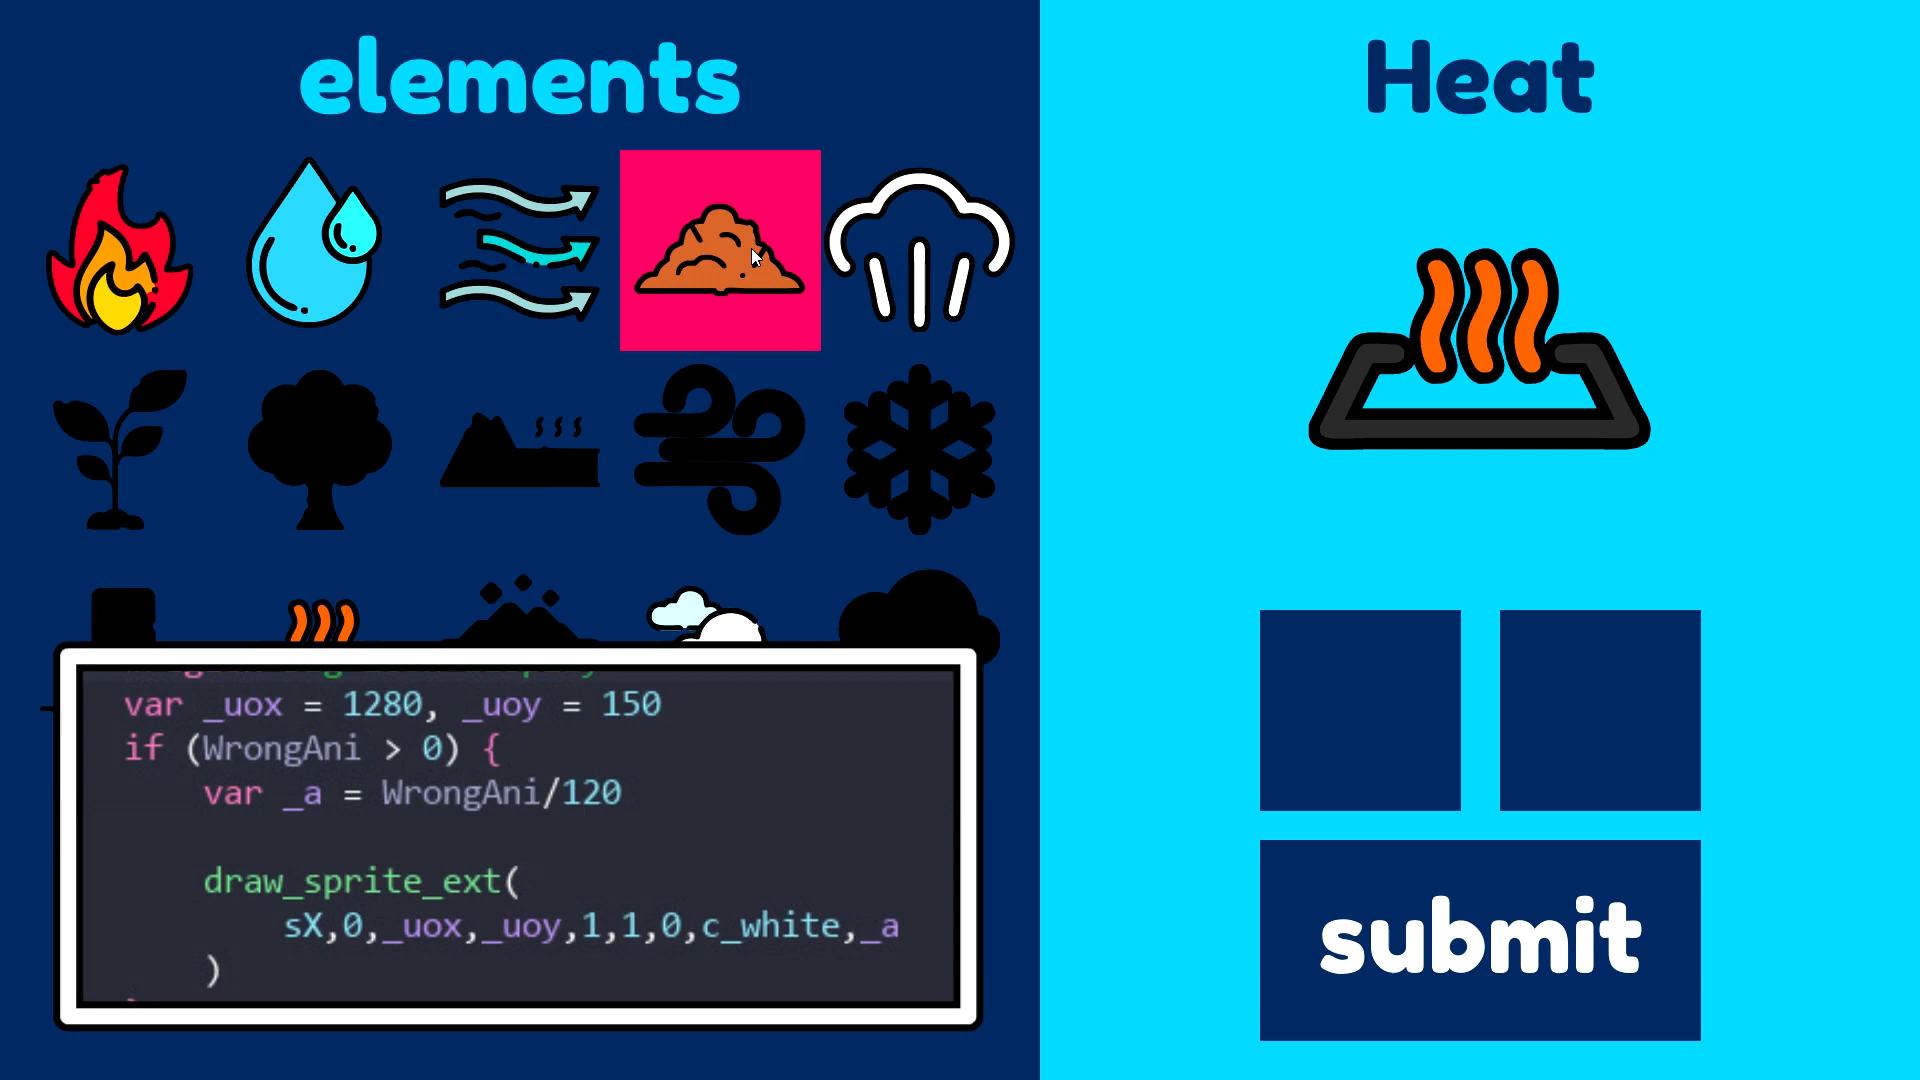 elements
Heat
var _uox = 1280, _uoy = 150
if (WrongAni > 0) {
var _a = WrongAni/120
draw_sprite_ext(
sX,0,_uox,_uoy,1,1,0,c_white,_a
)
submit